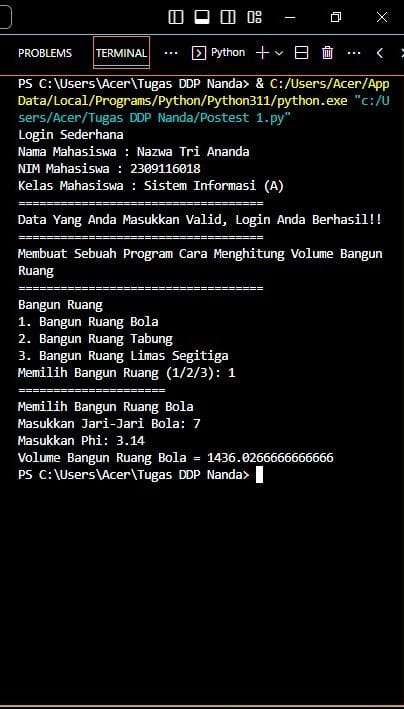 PROBLEMS TERMINAL ... Python
PS C:\Users\Acer\Tugas DDP Nanda> & C:/Users/Acer/App
Data/Local/Programs/Python/Python311/python.exe "c:/U
sers/Acer/Tugas DDP Nanda/Postest 1.py"
Login Sederhana
Nama Mahasiswa : Nazwa Tri Ananda
NIM Mahasiswa : 2309116018
Kelas Mahasiswa : Sistem Informasi (A)
==================================
Data Yang Anda Masukkan Valid, Login Anda Berhasil!!
==================================
Membuat Sebuah Program Cara Menghitung Volume Bangun
Ruang
==================================
Bangun Ruang
1. Bangun Ruang Bola
2. Bangun Ruang Tabung
3. Bangun Ruang Limas Segitiga
Memilih Bangun Ruang (1/2/3): 1
====================
Memilih Bangun Ruang Bola
Masukkan Jari-Jari Bola: 7
Masukkan Phi: 3.14
Volume Bangun Ruang Bola = 1436.0266666666666
PS C:\Users\Acer\Tugas DDP Nanda>